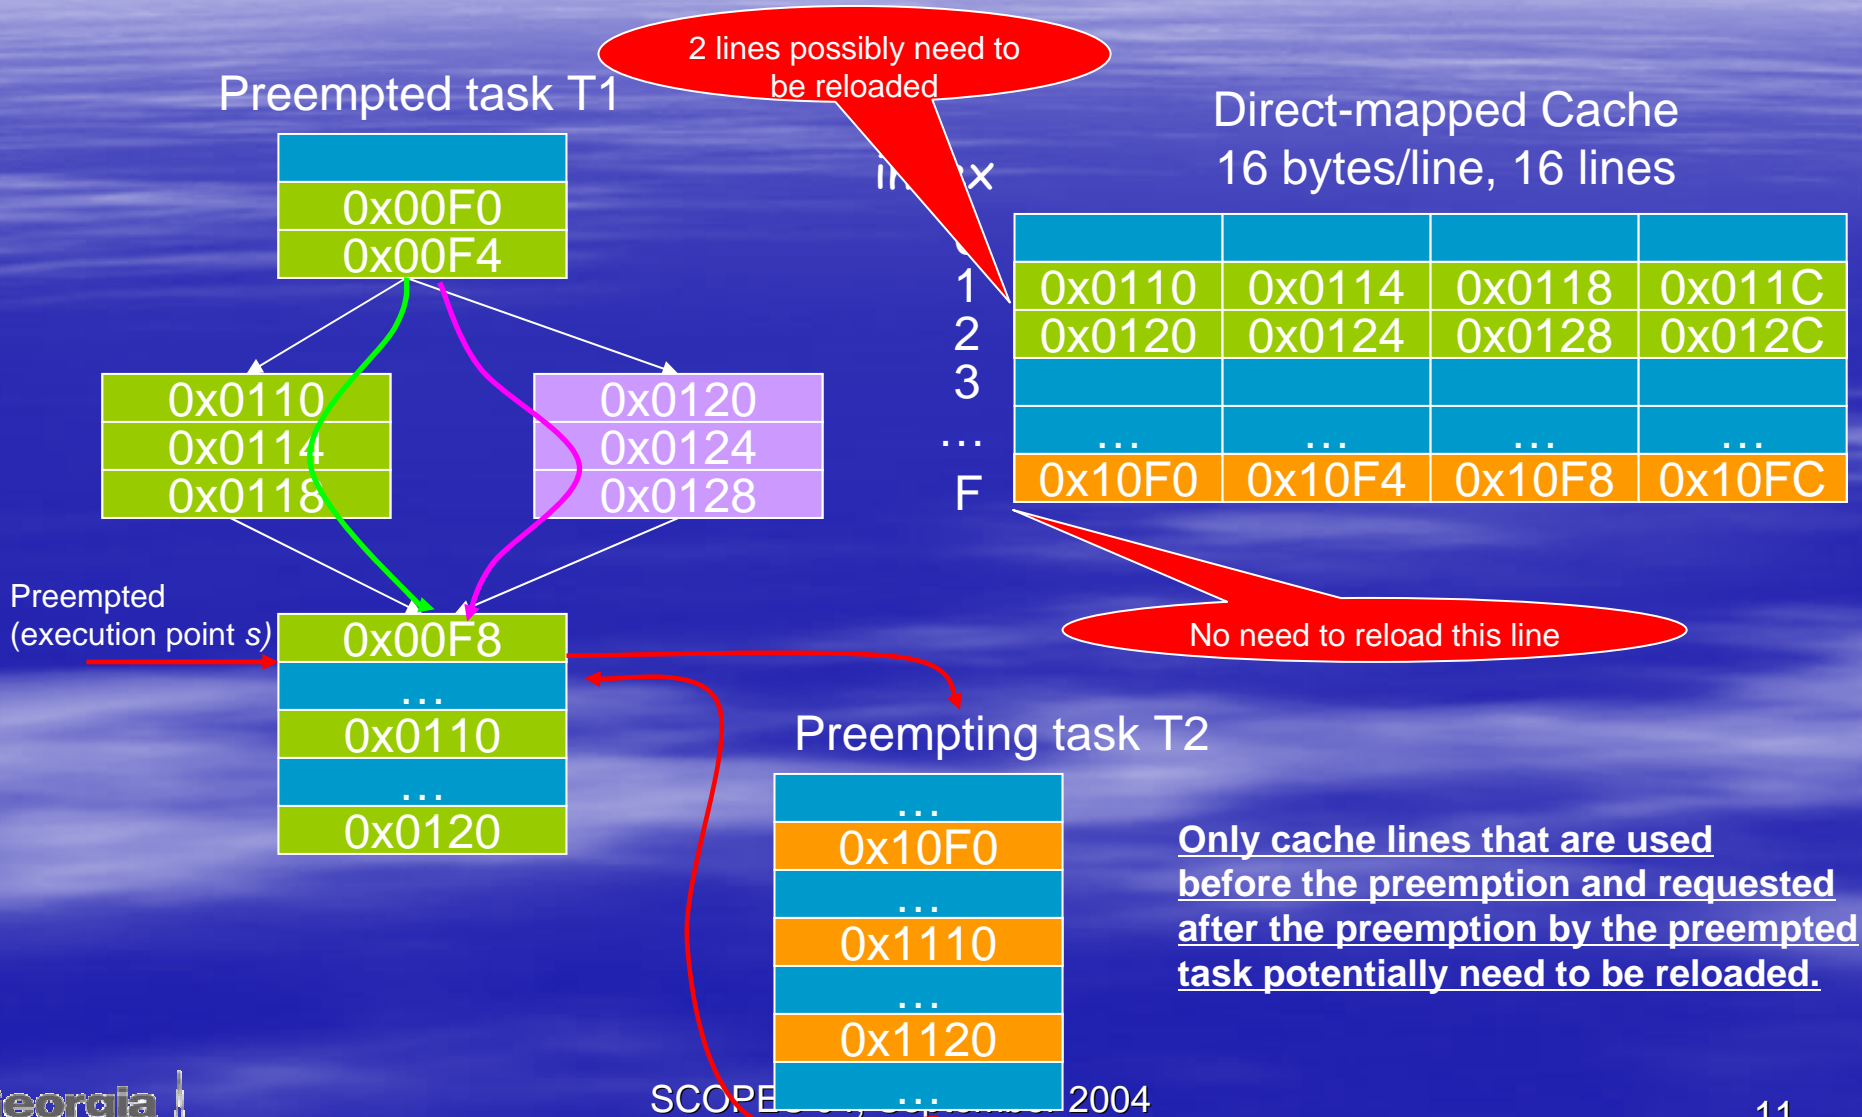 2 lines possibly need to
be reloaded
Preempted task T1
0x00F0
0x00F4
0x0110
0x0114
0x0118
0x0120
0x0124
0x0128
Preempted
(execution point s)
0x00F8
...
0x0110
...
0x0120
Direct-mapped Cache
16 bytes/line, 16 lines
1 0x0110 0x0114 0x0118 0x011C
2 0x0120 0x0124 0x0128 0x012C
3
... ... ... ... ...
F 0x10F0 0x10F4 0x10F8 0x10FC
No need to reload this line
Preempting task T2
...
0x10F0
...
0x1110
...
0x1120
...
Only cache lines that are used
before the preemption and requested
after the preemption by the preempted
task potentially need to be reloaded.
2004
11